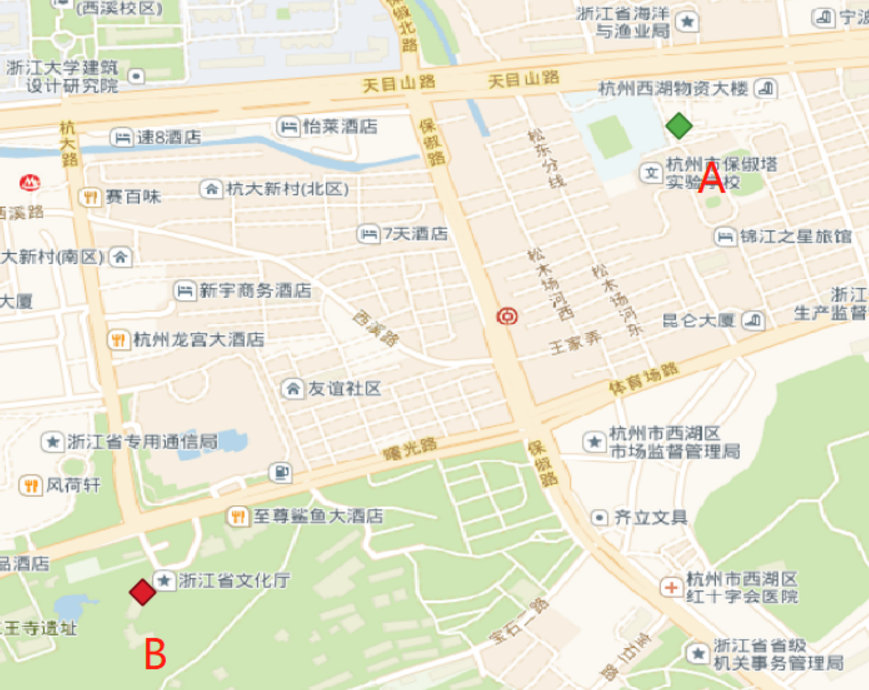 (西溪校区)
浙江省海洋
与渔业局
宁波
保俶北路
浙江大学建筑
设计研究院
天目山路
天目山路
杭州西湖物资大楼
杭大路
速8酒店
怡莱酒店
保俶路
松东分线
杭州市保俶塔
实验学校
A
赛百味
杭大新村(北区)
西溪路
7天酒店
锦江之星旅馆
大新村(南区)
松木场河西
松木场河东
新宇商务酒店
大厦
浙江
生产监督
西溪路
昆仑大厦
杭州龙宫大酒店
王家弄
友谊社区
体育场路
浙江省专用通信局
曙光路
保俶路
杭州市西湖区
市场监督管理局
风荷轩
至尊鲨鱼大酒店
齐立文具
品酒店
浙江省文化厅
杭州市西湖区
红十字会医院
宝石二路
王寺遗址
B
浙江省省级
机关事务管理局